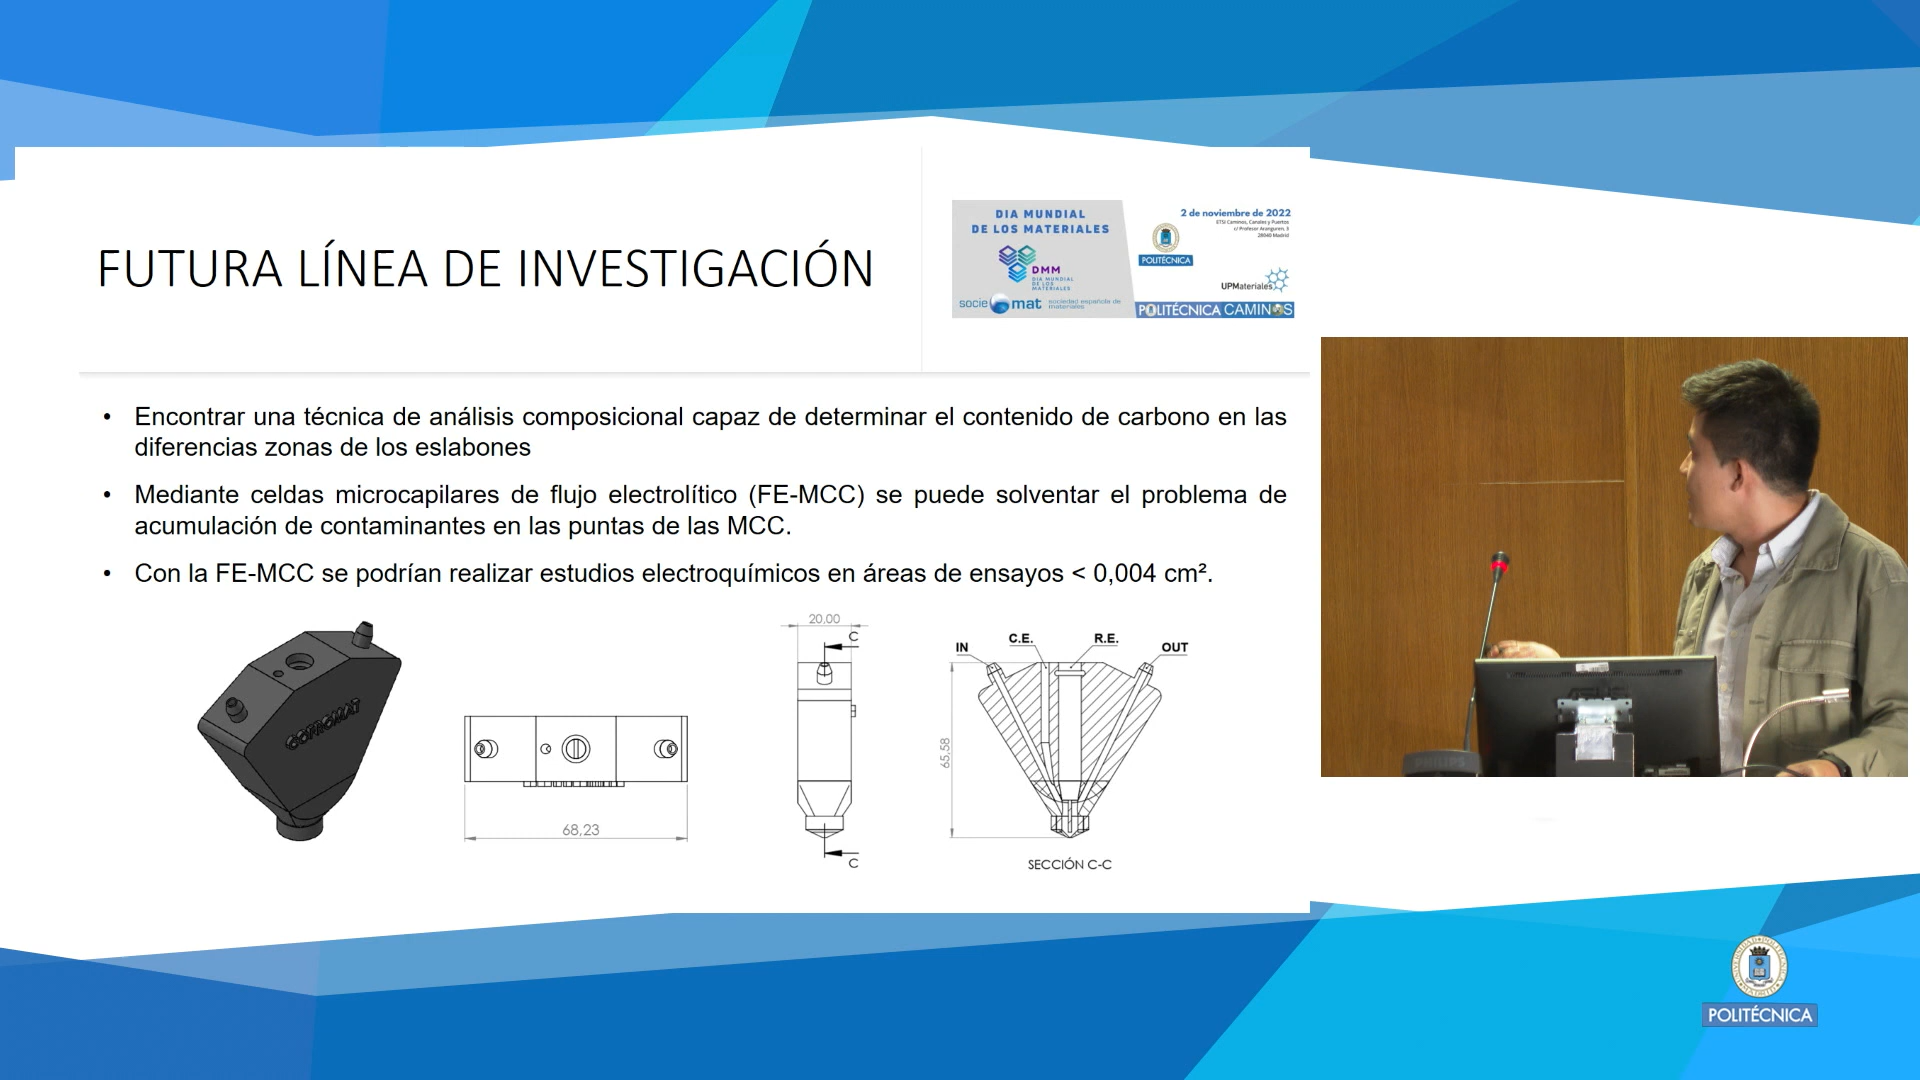 FUTURA LÍNEA DE INVESTIGACIÓN
DIA MUNDIAL
DE LOS MATERIALES
DMM
DIA MUNDIAL
DE LOS
MATERIALES
socie mat sociedad española de
materiales
2 de noviembre de 2022
ETSI Caminos, Canales y Puertos
c/ Profesor Aranguren, 3
28040 Madrid
POLITÉCNICA
UPMateriales
POLITÉCNICA CAMINOS
• Encontrar una técnica de análisis composicional capaz de determinar el contenido de carbono en las
diferencias zonas de los eslabones
• Mediante celdas microcapilares de flujo electrolítico (FE-MCC) se puede solventar el problema de
acumulación de contaminantes en las puntas de las MCC.
• Con la FE-MCC se podrían realizar estudios electroquímicos en áreas de ensayos < 0,004 cm².
COPROMAT
68,23
20.00
C
C
IN
C.E.
R.E.
OUT
65,58
SECCIÓN C-C
ASUS
PHILIPS
POLITÉCNICA